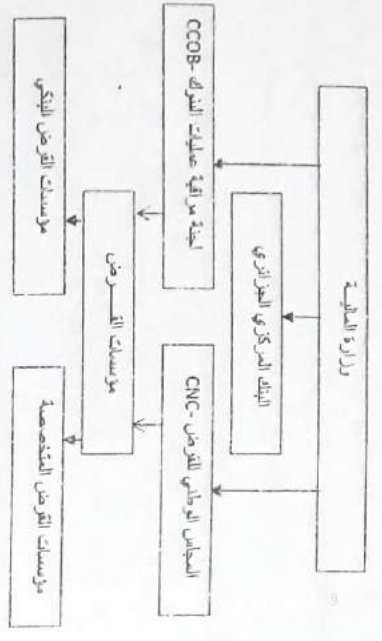 وزارة المالية
البنك المركزي الجزائري
لجنة مراقبة عمليات البنوك -CCOB
المجلس الوطني للقرض -CNC
مؤسسات القرض
مؤسسات القرض البنكي
مؤسسات القرض المتخصصة
9